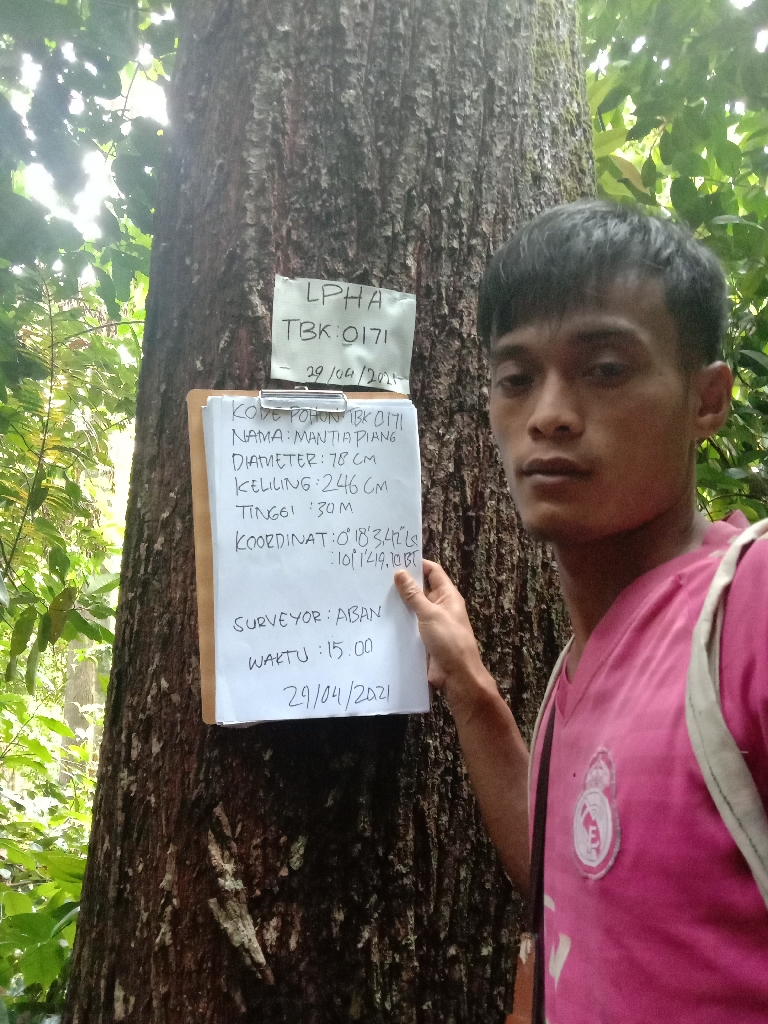 LPHA
TBK:0171
- 29/04/2021
KODE POHON TBK 0171
NAMA: MANTIA PIANG
DIAMETER: 78 CM
KELILING: 246 CM
TINGGI : 30 M
KOORDINAT: 0° 18' 3,42" LS
: 101° 1' 49,10 BT
SURVEYOR: ABAN
WAKTU : 15.00
29/04/2021